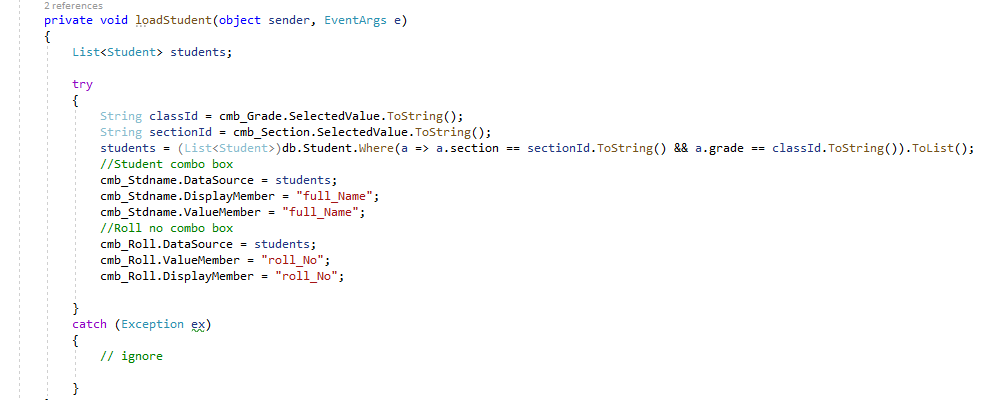 2 references
private void loadStudent(object sender, EventArgs e)
{
List<Student> students;
try
{
String classId = cmb_Grade.SelectedValue.ToString();
String sectionId = cmb_Section.SelectedValue.ToString();
students = (List<Student>)db.Student.Where(a => a.section == sectionId.ToString() && a.grade == classId.ToString()).ToList();
//Student combo box
cmb_Stdname.DataSource = students;
cmb_Stdname.DisplayMember = "full_Name";
cmb_Stdname.ValueMember = "full_Name";
//Roll no combo box
cmb_Roll.DataSource = students;
cmb_Roll.ValueMember = "roll_No";
cmb_Roll.DisplayMember = "roll_No";
}
catch (Exception ex)
{
// ignore
}